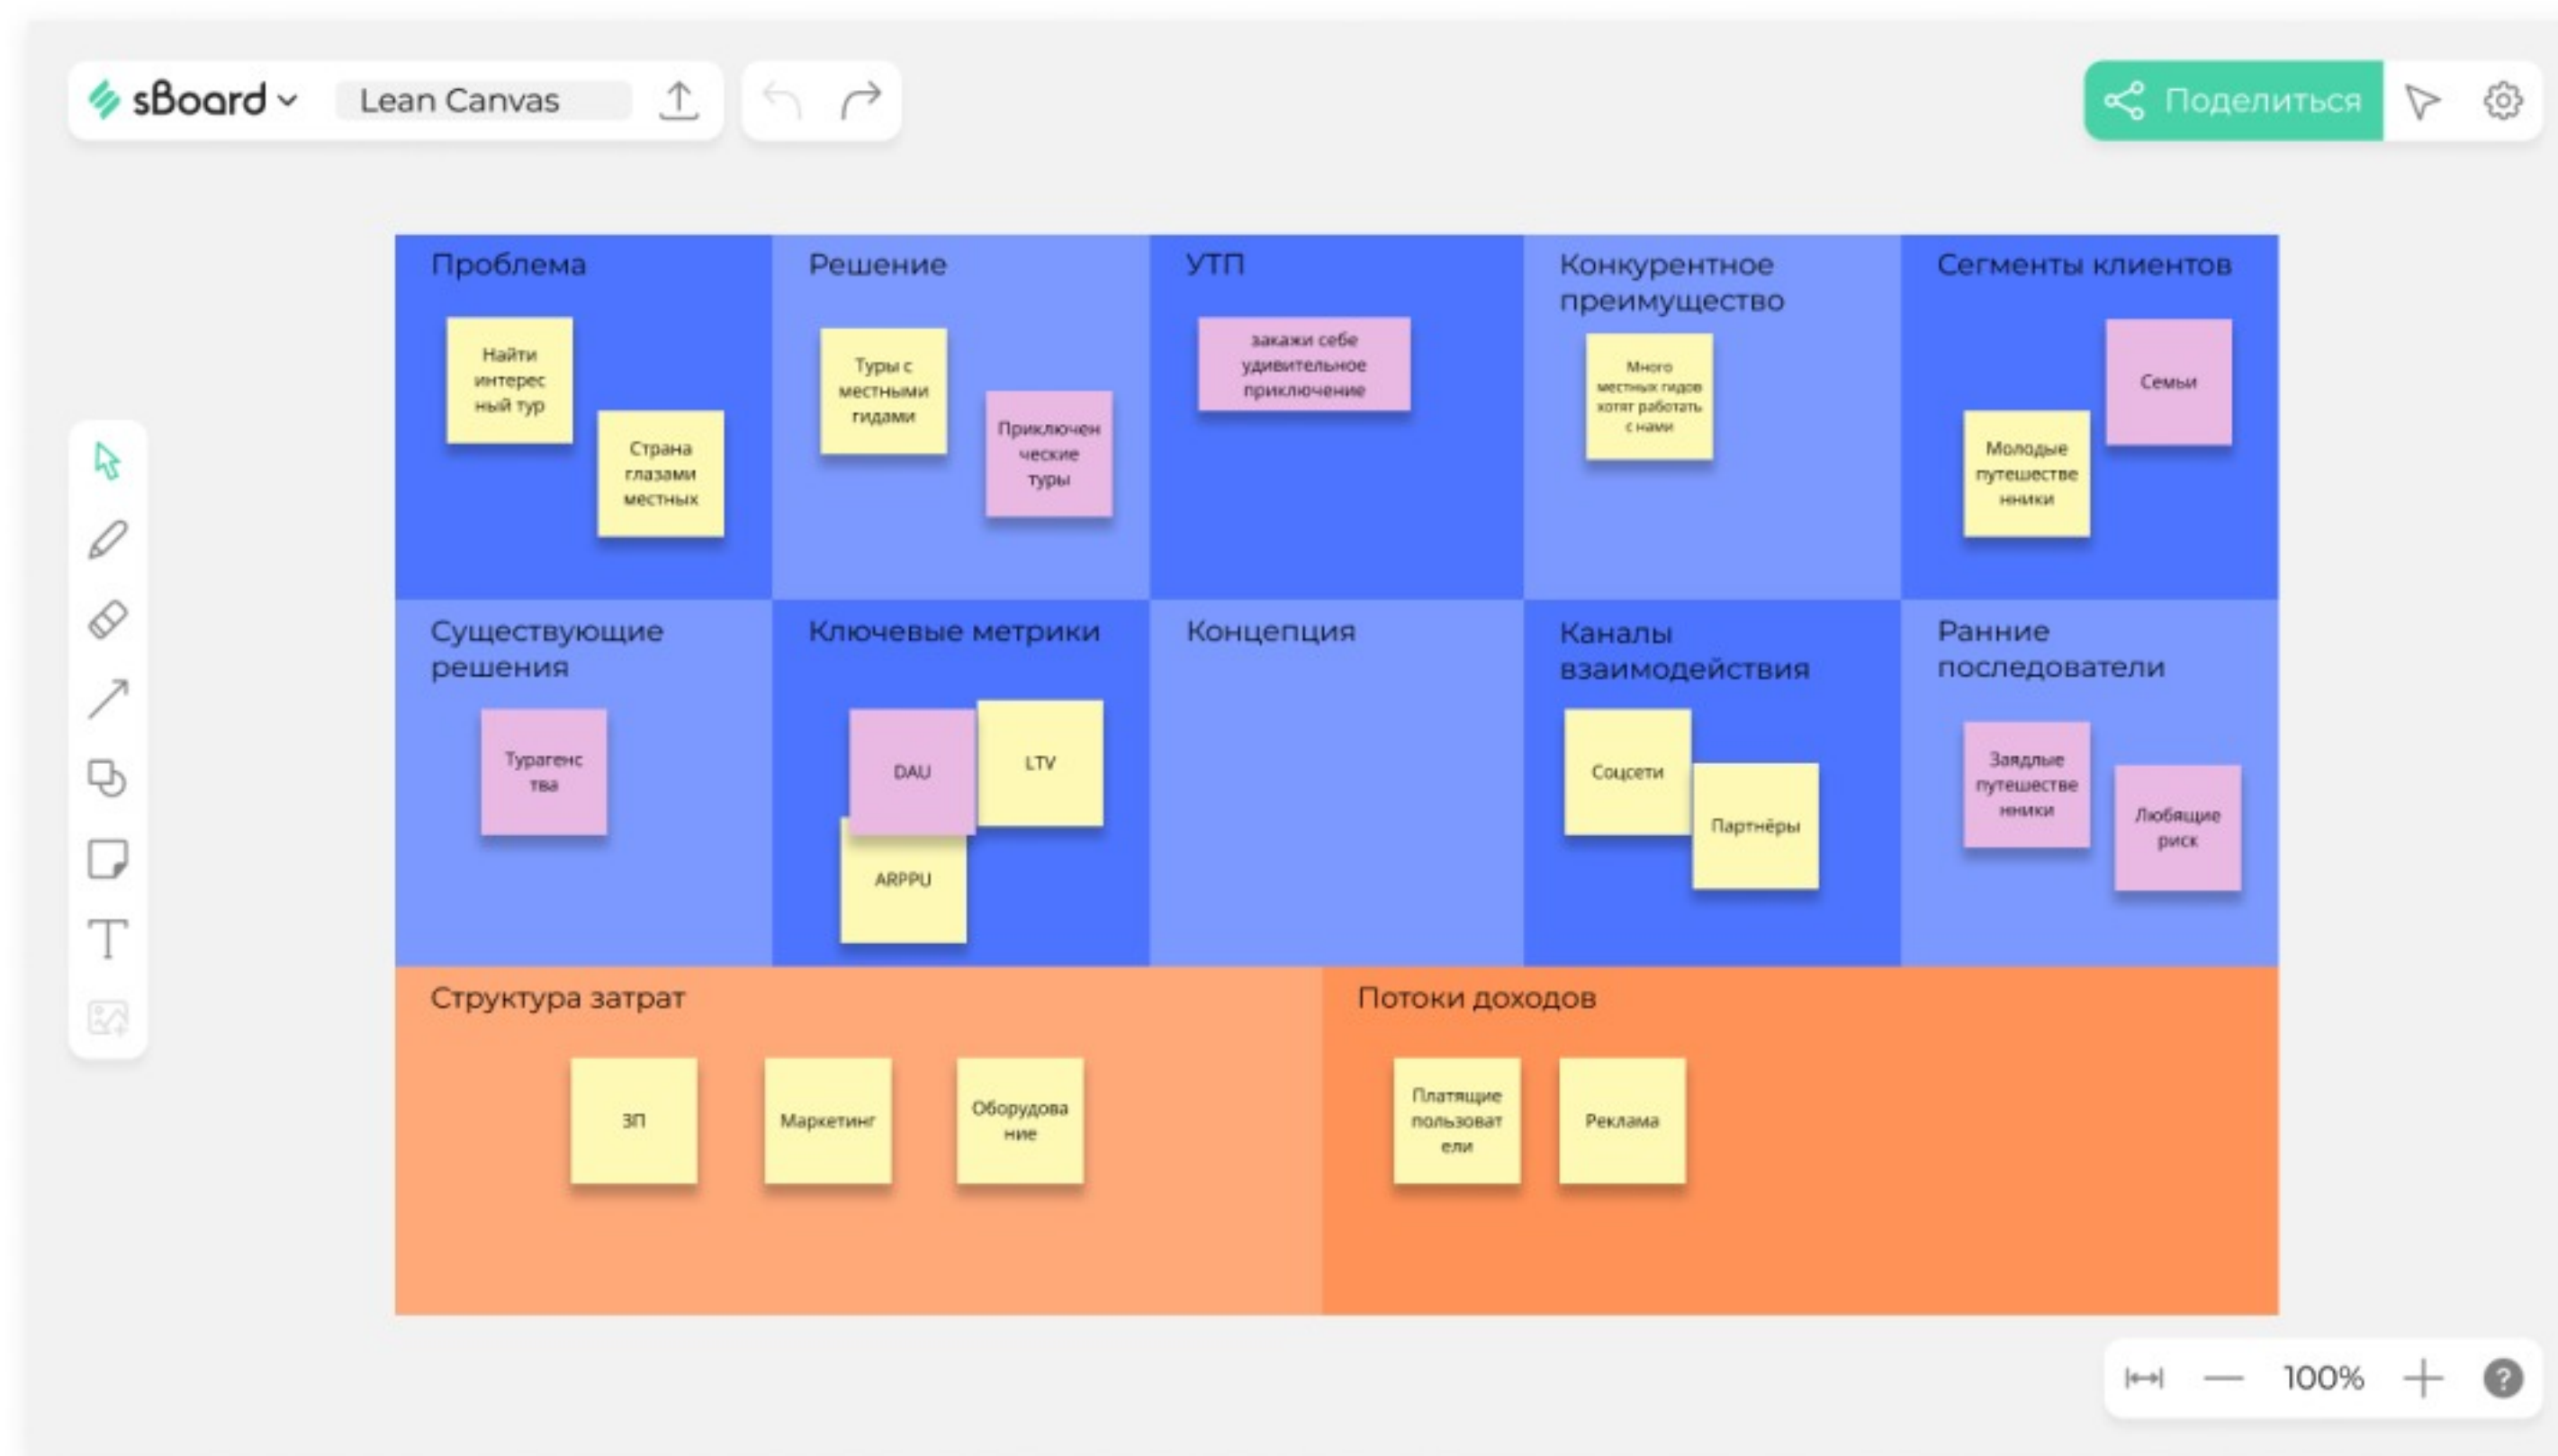 sBoard
Lean Canvas
Поделиться
Проблема
Найти
интерес
ный тур
Страна
глазами
местных
Решение
Туры с
местными
гидами
Приключен
ческие
туры
УТП
закажи себе
удивительное
приключение
Конкурентное
преимущество
Много
местных гидов
хотят работать
с нами
Сегменты клиентов
Семьи
Молодые
путешестве
нники
Существующие
решения
Турагенс
тва
Ключевые метрики
DAU
LTV
ARPPU
Концепция
Каналы
взаимодействия
Соцсети
Партнёры
Ранние
последователи
Заядлые
путешестве
нники
Любящие
риск
Структура затрат
ЗП
Маркетинг
Оборудова
ние
Потоки доходов
Платящие
пользоват
ели
Реклама
100%
?